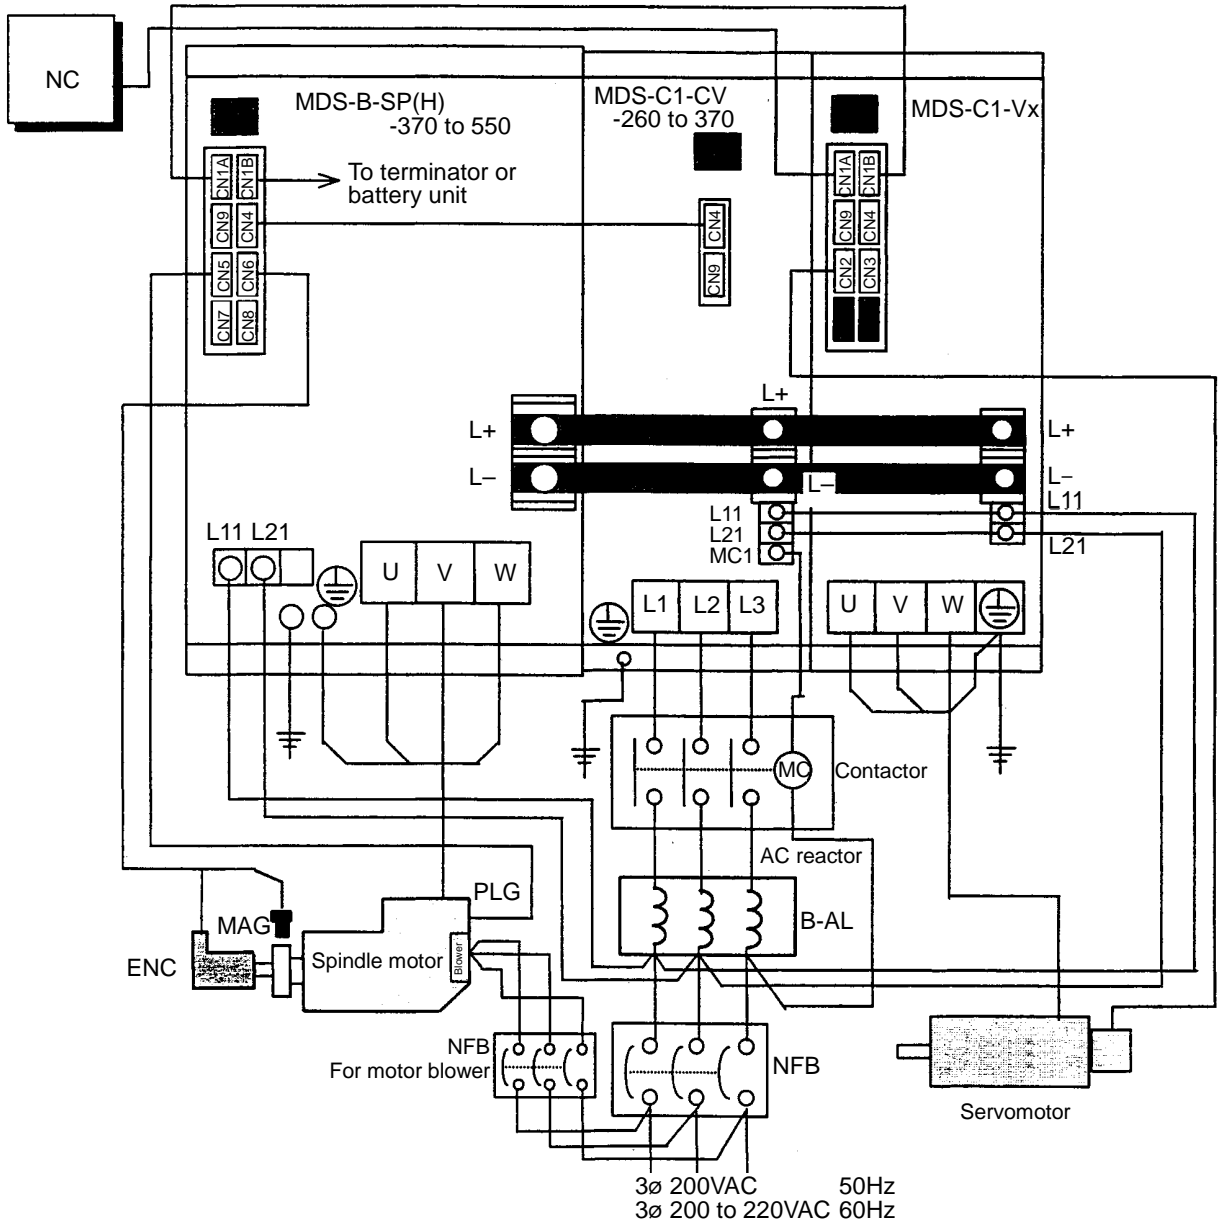 NC
MDS-B-SP(H)
-370 to 550
MDS-C1-CV
-260 to 370
MDS-C1-Vx
CN1A CN1B
To terminator or
battery unit
CN9 CN4
CN5 CN6
CN7 CN8
CN4
CN9
CN1A CN1B
CN9 CN4
CN2 CN3
L+
L+
L+
L–
L–
L–
L11
L21
MC1
L11
L21
L11 L21
U V W
L1 L2 L3
U V W
MC
Contactor
AC reactor
B-AL
PLG
MAG
ENC
Spindle motor
Blower
NFB
For motor blower
NFB
Servomotor
3ø 200VAC 50Hz
3ø 200 to 220VAC 60Hz